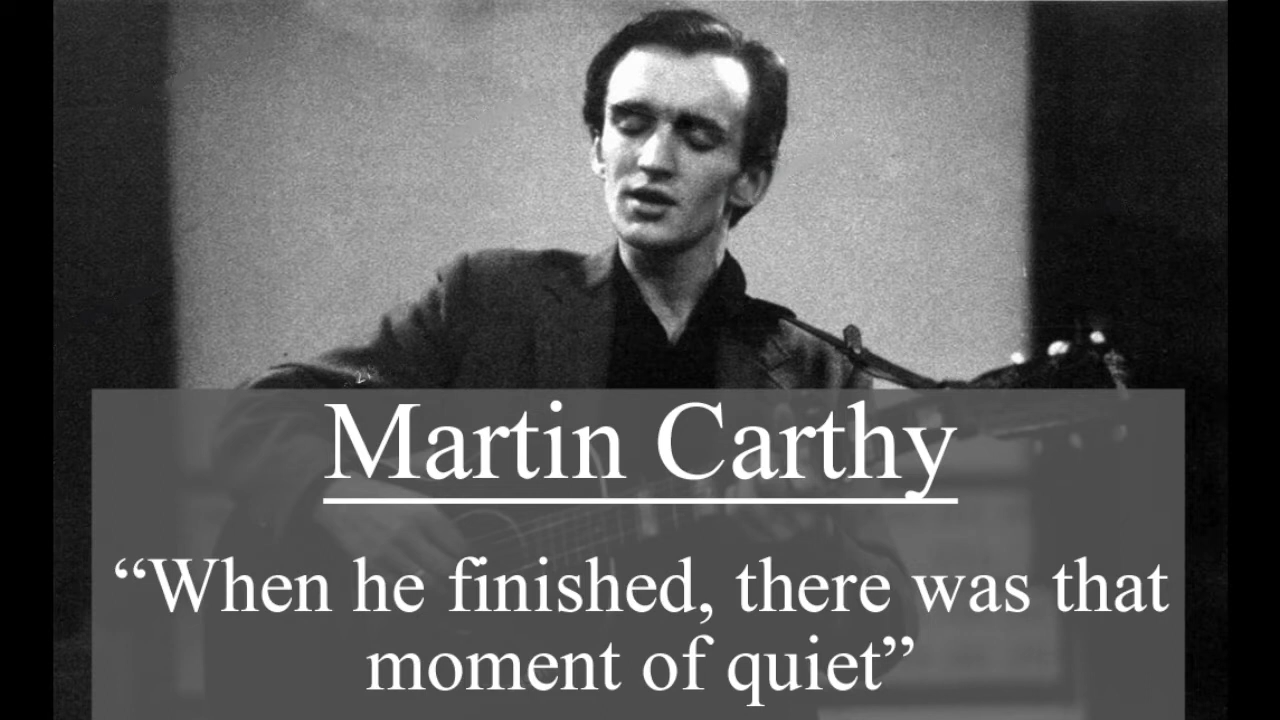 Martin Carthy
“When he finished, there was that
moment of quiet”